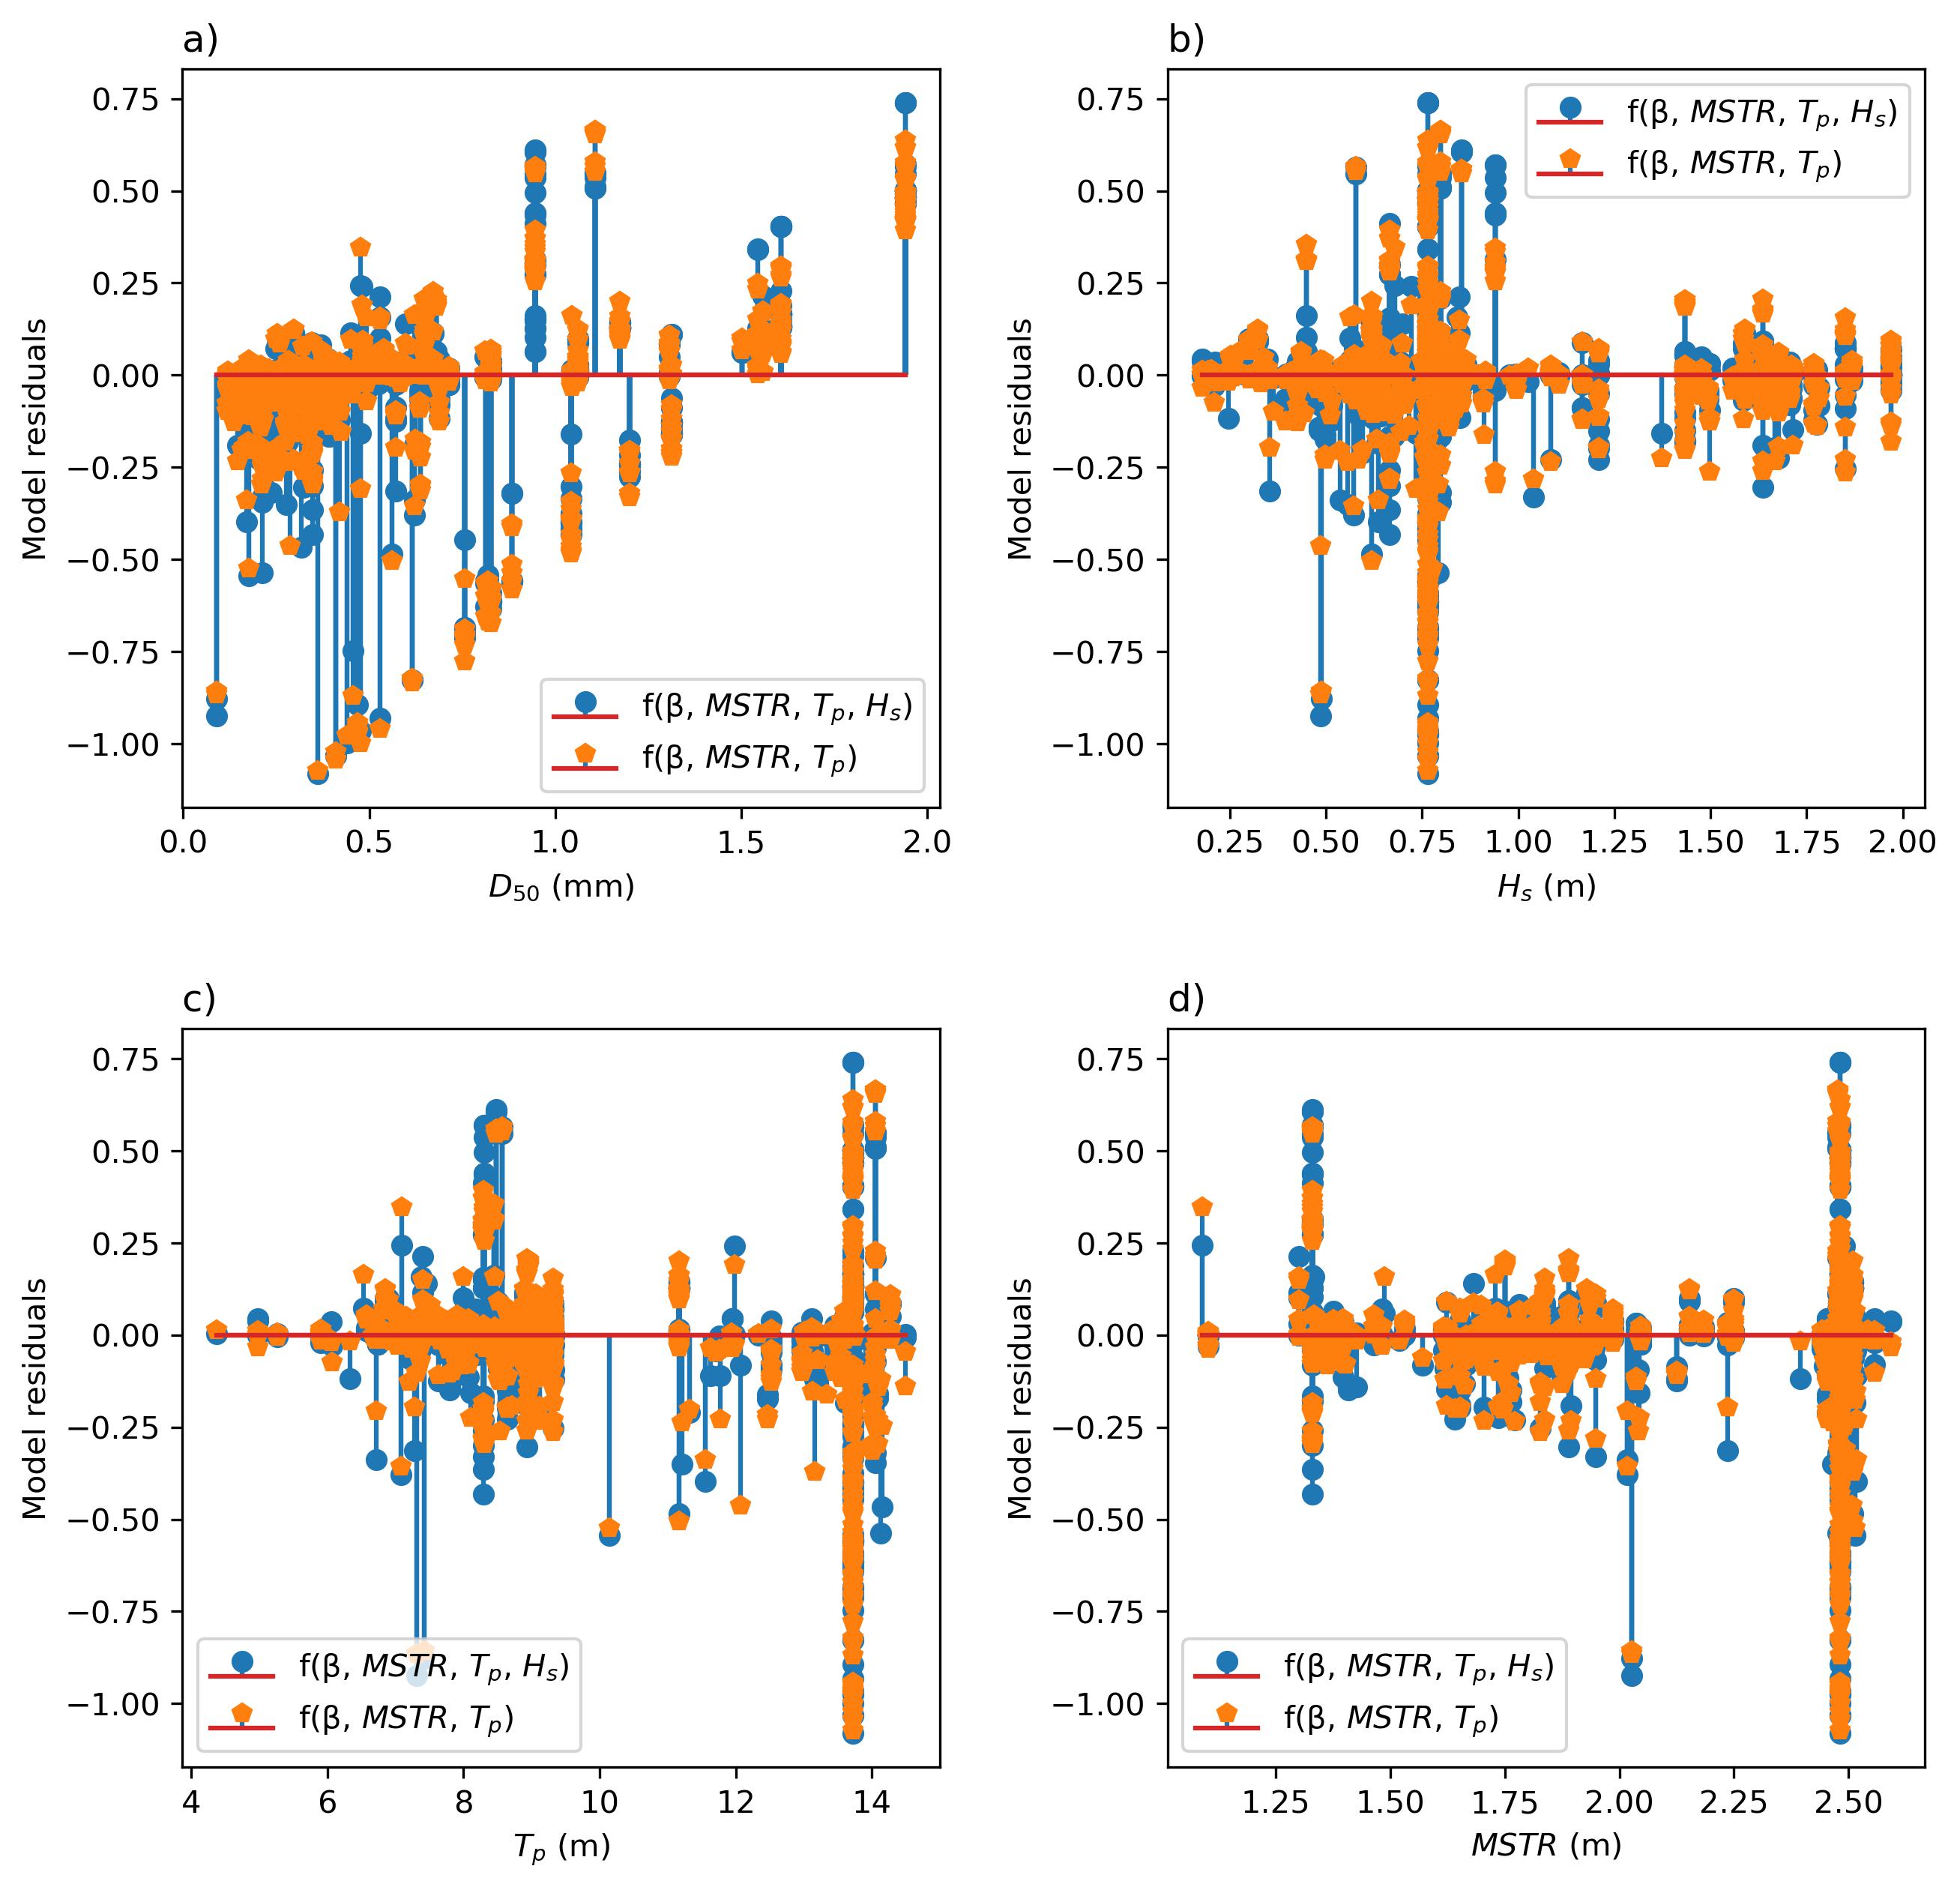 a)
0.75
0.50
0.25
0.00
−0.25
−0.50
−0.75
−1.00
Model residuals
f(β, MSTR, Tₚ, Hₛ)
f(β, MSTR, Tₚ)
0.0 0.5 1.0 1.5 2.0
D₅₀ (mm)
b)
0.75
0.50
0.25
0.00
−0.25
−0.50
−0.75
−1.00
Model residuals
f(β, MSTR, Tₚ, Hₛ)
f(β, MSTR, Tₚ)
0.25 0.50 0.75 1.00 1.25 1.50 1.75 2.00
Hₛ (m)
c)
0.75
0.50
0.25
0.00
−0.25
−0.50
−0.75
−1.00
Model residuals
f(β, MSTR, Tₚ, Hₛ)
f(β, MSTR, Tₚ)
4 6 8 10 12 14
Tₚ (m)
d)
0.75
0.50
0.25
0.00
−0.25
−0.50
−0.75
−1.00
Model residuals
f(β, MSTR, Tₚ, Hₛ)
f(β, MSTR, Tₚ)
1.25 1.50 1.75 2.00 2.25 2.50
MSTR (m)